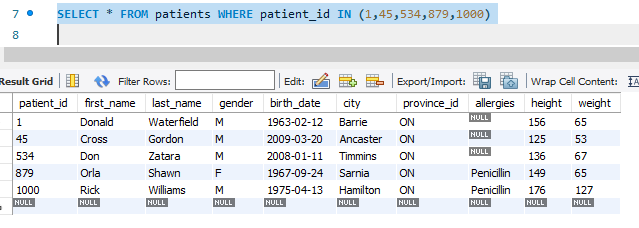 7 SELECT * FROM patients WHERE patient_id IN (1,45,534,879,1000)
8
Result Grid Filter Rows: Edit: Export/Import: Wrap Cell Content:
patient_id first_name last_name gender birth_date city province_id allergies height weight
1 Donald Waterfield M 1963-02-12 Barrie ON NULL 156 65
45 Cross Gordon M 2009-03-20 Ancaster ON NULL 125 53
534 Don Zatara M 2008-01-11 Timmins ON NULL 136 67
879 Orla Shawn F 1967-09-24 Sarnia ON Penicillin 149 65
1000 Rick Williams M 1975-04-13 Hamilton ON Penicillin 176 127
NULL NULL NULL NULL NULL NULL NULL NULL NULL NULL